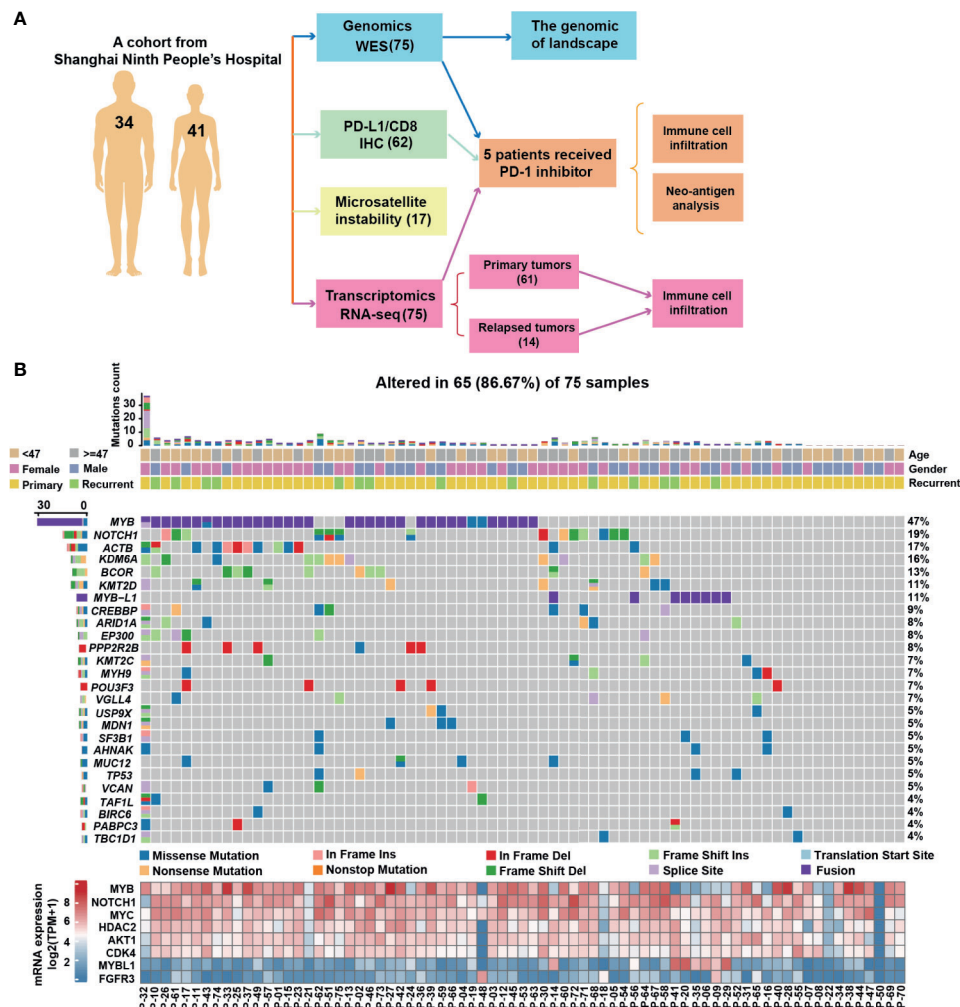 A
A cohort from
Shanghai Ninth People's Hospital
34
41
Genomics
WES (75)
The genomic
of landscape
PD-L1/CD8
IHC (62)
Microsatellite
instability (17)
5 patients received
PD-1 inhibitor
Immune cell
infiltration
Neo-antigen
analysis
Transcriptomics
RNA-seq (75)
Primary tumors
(61)
Relapsed tumors
(14)
Immune cell
infiltration
B
Altered in 65 (86.67%) of 75 samples
Mutations count
30
20
10
0
<47 >=47 Age
Female Male Gender
Primary Recurrent Recurrent
30 0
MYB 47%
NOTCH1 19%
ACTB 17%
KDM6A 16%
BCOR 13%
KMT2D 11%
MYB-L1 11%
CREBBP 9%
ARID1A 8%
EP300 8%
PPP2R2B 8%
KMT2C 7%
MYH9 7%
POU3F3 7%
VGLL4 7%
USP9X 5%
MDN1 5%
SF3B1 5%
AHNAK 5%
MUC12 5%
TP53 5%
VCAN 5%
TAF1L 4%
BIRC6 4%
PABPC3 4%
TBC1D1 4%
Missense Mutation In Frame Ins In Frame Del Frame Shift Ins Translation Start Site
Nonsense Mutation Nonstop Mutation Frame Shift Del Splice Site Fusion
mRNA expression
log2(TPM+1)
8
6
4
2
MYB
NOTCH1
MYC
HDAC2
AKT1
CDK4
MYBL1
FGFR3